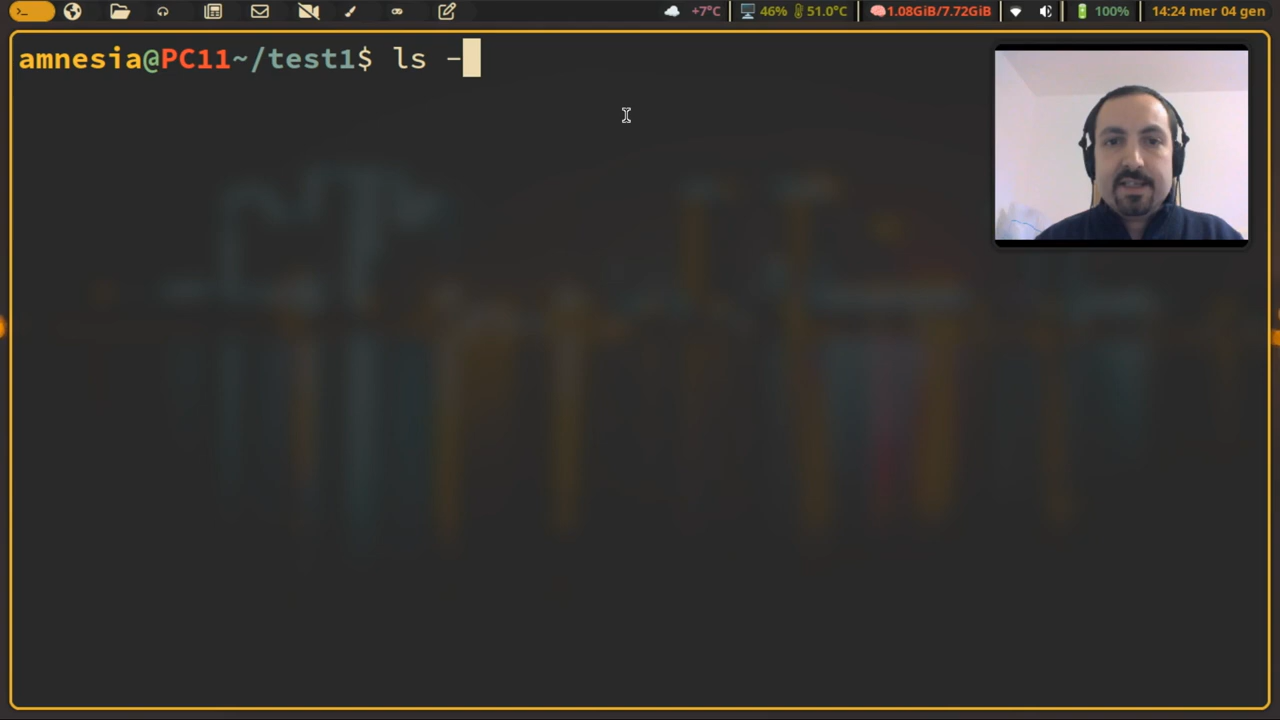 +7°C 46% 51.0°C 1.08GiB/7.72GiB 100% 14:24 mer 04 gen
amnesia@PC11~/test1$ ls -